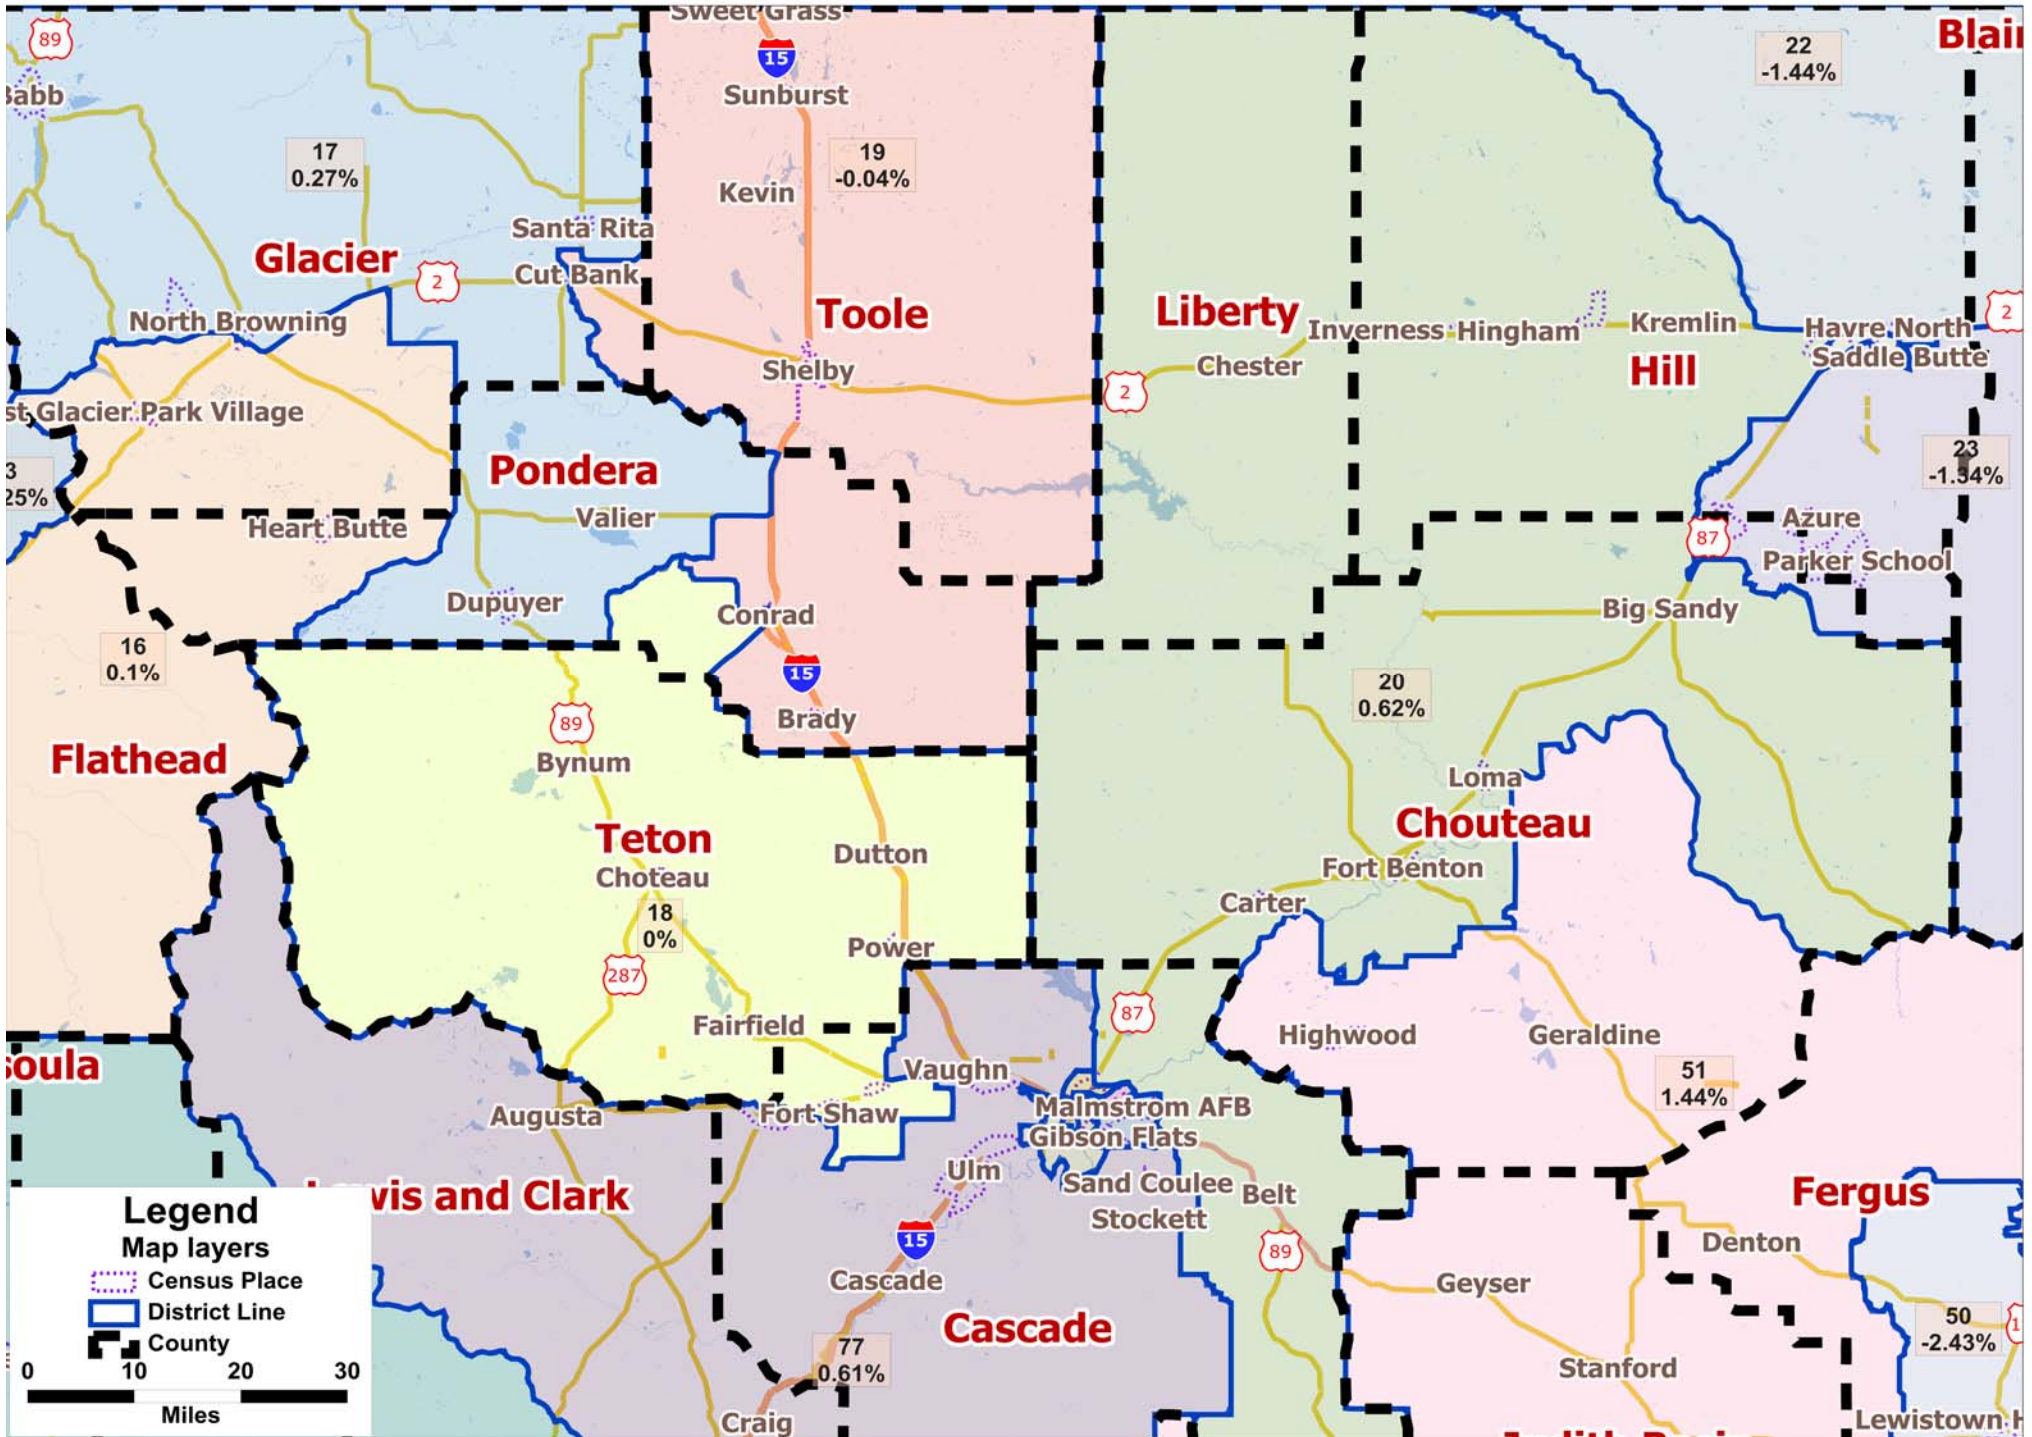 Sweet Grass
89
15
22
-1.44%
Blai
Babb
Sunburst
17
0.27%
19
-0.04%
Kevin
Santa Rita
Glacier
2
Cut Bank
Toole
Liberty
2
North Browning
Inverness
Hingham
Kremlin
Havre North
Saddle Butte
Shelby
Chester
Hill
2
st Glacier Park Village
3
25%
Pondera
23
-1.34%
Heart Butte
Valier
87
Azure
Parker School
Dupuyer
Conrad
Big Sandy
16
0.1%
15
20
0.62%
89
Brady
Flathead
Bynum
Loma
Teton
Choteau
Dutton
Chouteau
Fort Benton
18
0%
Carter
Power
287
87
Fairfield
Highwood
Geraldine
soula
Vaughn
51
1.44%
Augusta
Fort Shaw
Malmstrom AFB
Gibson Flats
Ulm
Sand Coulee
Belt
Stockett
Lewis and Clark
Fergus
Legend
Map layers
Census Place
District Line
County
0 10 20 30
Miles
15
89
Denton
Cascade
Geyser
Cascade
50
-2.43%
1
77
0.61%
Stanford
Craig
Lewistown H
Judith Basin